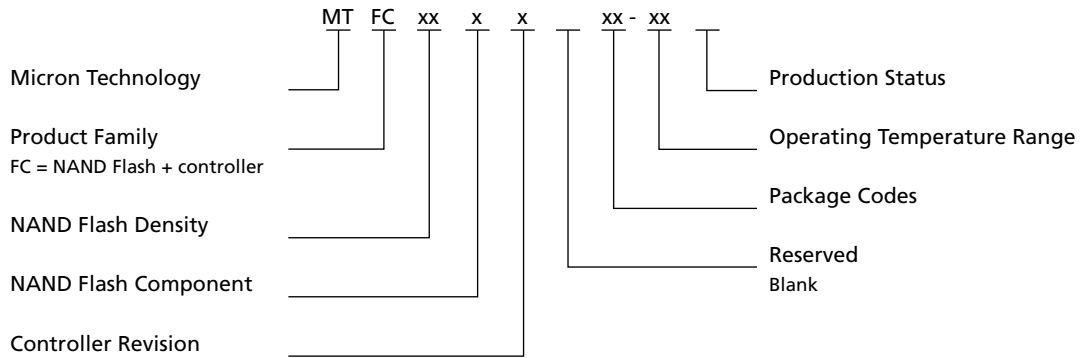 MT FC xx x x xx - xx
Micron Technology
Product Family
FC = NAND Flash + controller
NAND Flash Density
NAND Flash Component
Controller Revision
Production Status
Operating Temperature Range
Package Codes
Reserved
Blank